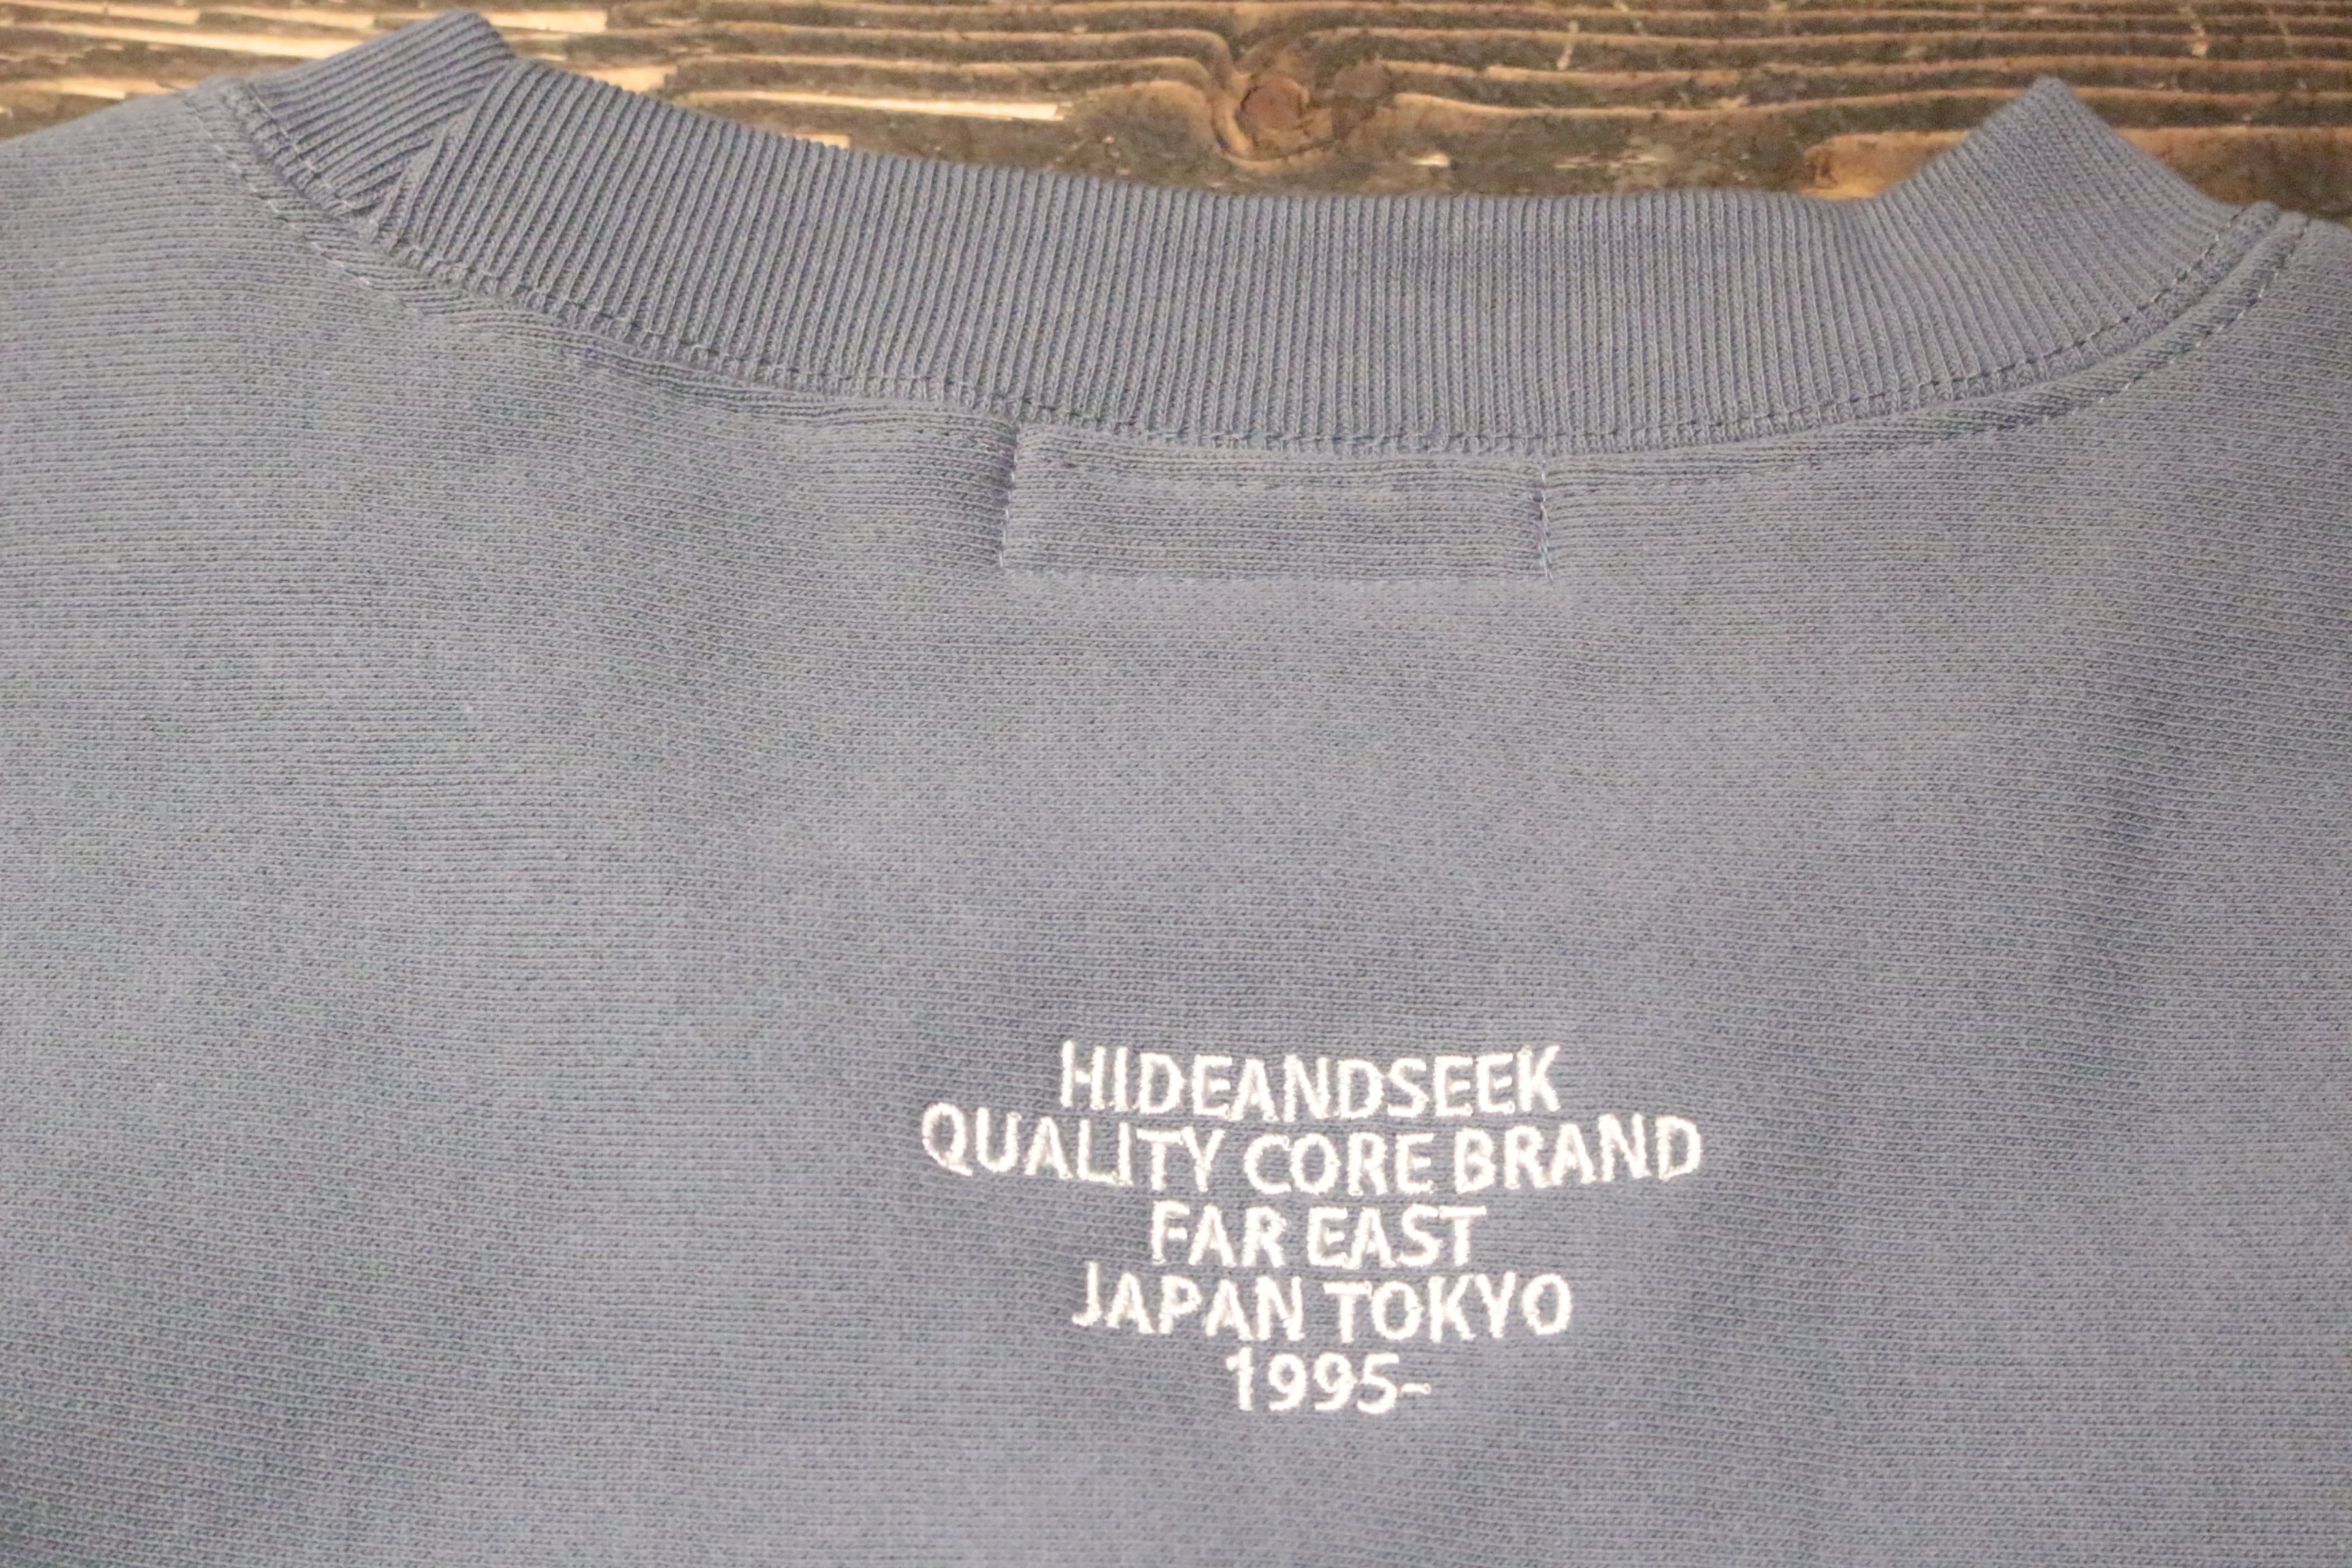 HIDEANDSEEK
QUALITY CORE BRAND
FAR EAST
JAPAN TOKYO
1995-